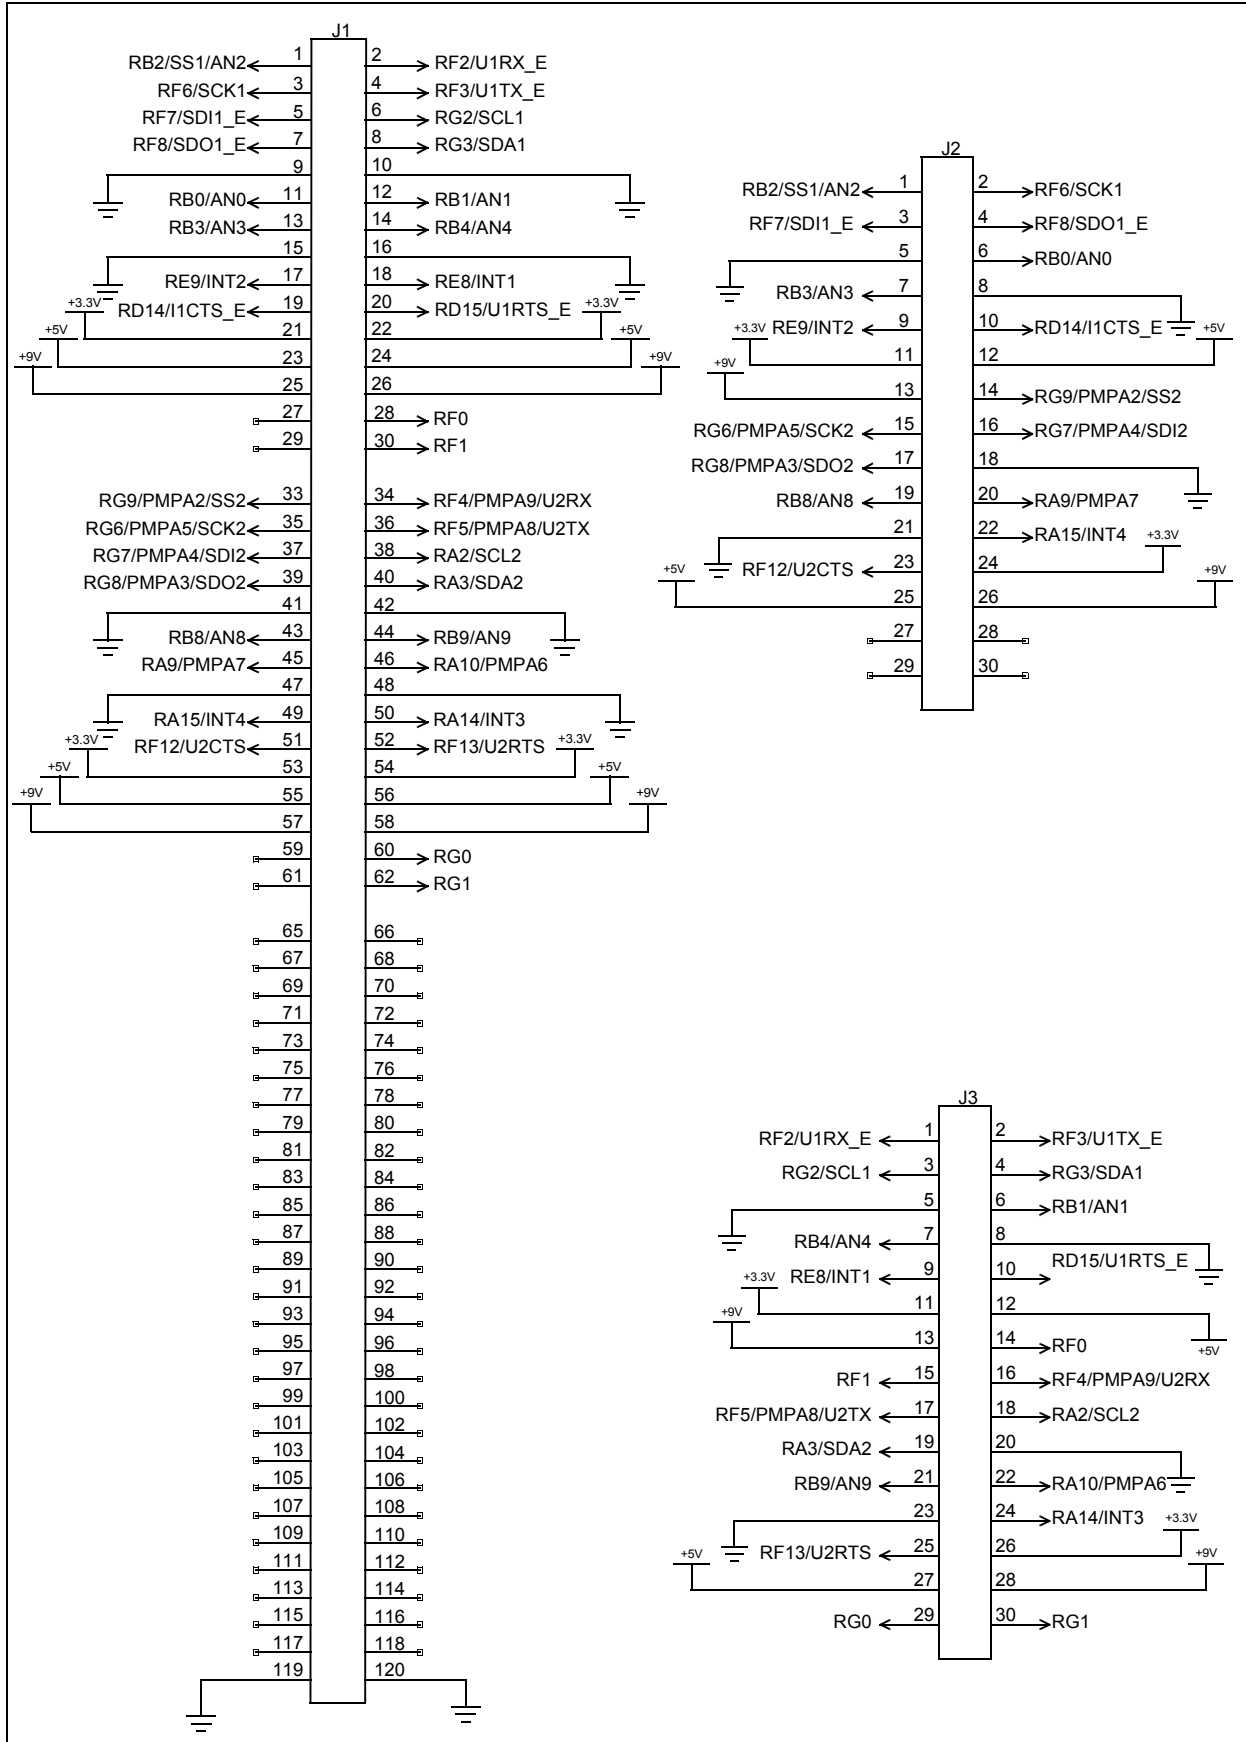 J1
RB2/SS1/AN2 1 2 RF2/U1RX_E
RF6/SCK1 3 4 RF3/U1TX_E
RF7/SDI1_E 5 6 RG2/SCL1
RF8/SDO1_E 7 8 RG3/SDA1
9 10
RB0/AN0 11 12 RB1/AN1
RB3/AN3 13 14 RB4/AN4
15 16
RE9/INT2 17 18 RE8/INT1
+3.3V RD14/I1CTS_E 19 20 RD15/U1RTS_E +3.3V
+5V 21 22 +5V
+9V 23 24 +9V
25 26
27 28 RF0
29 30 RF1
RG9/PMPA2/SS2 33 34 RF4/PMPA9/U2RX
RG6/PMPA5/SCK2 35 36 RF5/PMPA8/U2TX
RG7/PMPA4/SDI2 37 38 RA2/SCL2
RG8/PMPA3/SDO2 39 40 RA3/SDA2
41 42
RB8/AN8 43 44 RB9/AN9
RA9/PMPA7 45 46 RA10/PMPA6
47 48
RA15/INT4 49 50 RA14/INT3
+3.3V RF12/U2CTS 51 52 RF13/U2RTS +3.3V
+5V 53 54 +5V
+9V 55 56 +9V
57 58
59 60 RG0
61 62 RG1
65 66
67 68
69 70
71 72
73 74
75 76
77 78
79 80
81 82
83 84
85 86
87 88
89 90
91 92
93 94
95 96
97 98
99 100
101 102
103 104
105 106
107 108
109 110
111 112
113 114
115 116
117 118
119 120
J2
RB2/SS1/AN2 1 2 RF6/SCK1
RF7/SDI1_E 3 4 RF8/SDO1_E
5 6 RB0/AN0
RB3/AN3 7 8
+3.3V RE9/INT2 9 10 RD14/I1CTS_E +5V
+9V 11 12
13 14 RG9/PMPA2/SS2
RG6/PMPA5/SCK2 15 16 RG7/PMPA4/SDI2
RG8/PMPA3/SDO2 17 18
RB8/AN8 19 20 RA9/PMPA7
21 22 RA15/INT4 +3.3V
+5V RF12/U2CTS 23 24 +9V
25 26
27 28
29 30
J3
RF2/U1RX_E 1 2 RF3/U1TX_E
RG2/SCL1 3 4 RG3/SDA1
5 6 RB1/AN1
RB4/AN4 7 8
+3.3V RE8/INT1 9 10 RD15/U1RTS_E
+9V 11 12
13 14 RF0 +5V
RF1 15 16 RF4/PMPA9/U2RX
RF5/PMPA8/U2TX 17 18 RA2/SCL2
RA3/SDA2 19 20
RB9/AN9 21 22 RA10/PMPA6
23 24 RA14/INT3 +3.3V
+5V RF13/U2RTS 25 26 +9V
27 28
RG0 29 30 RG1